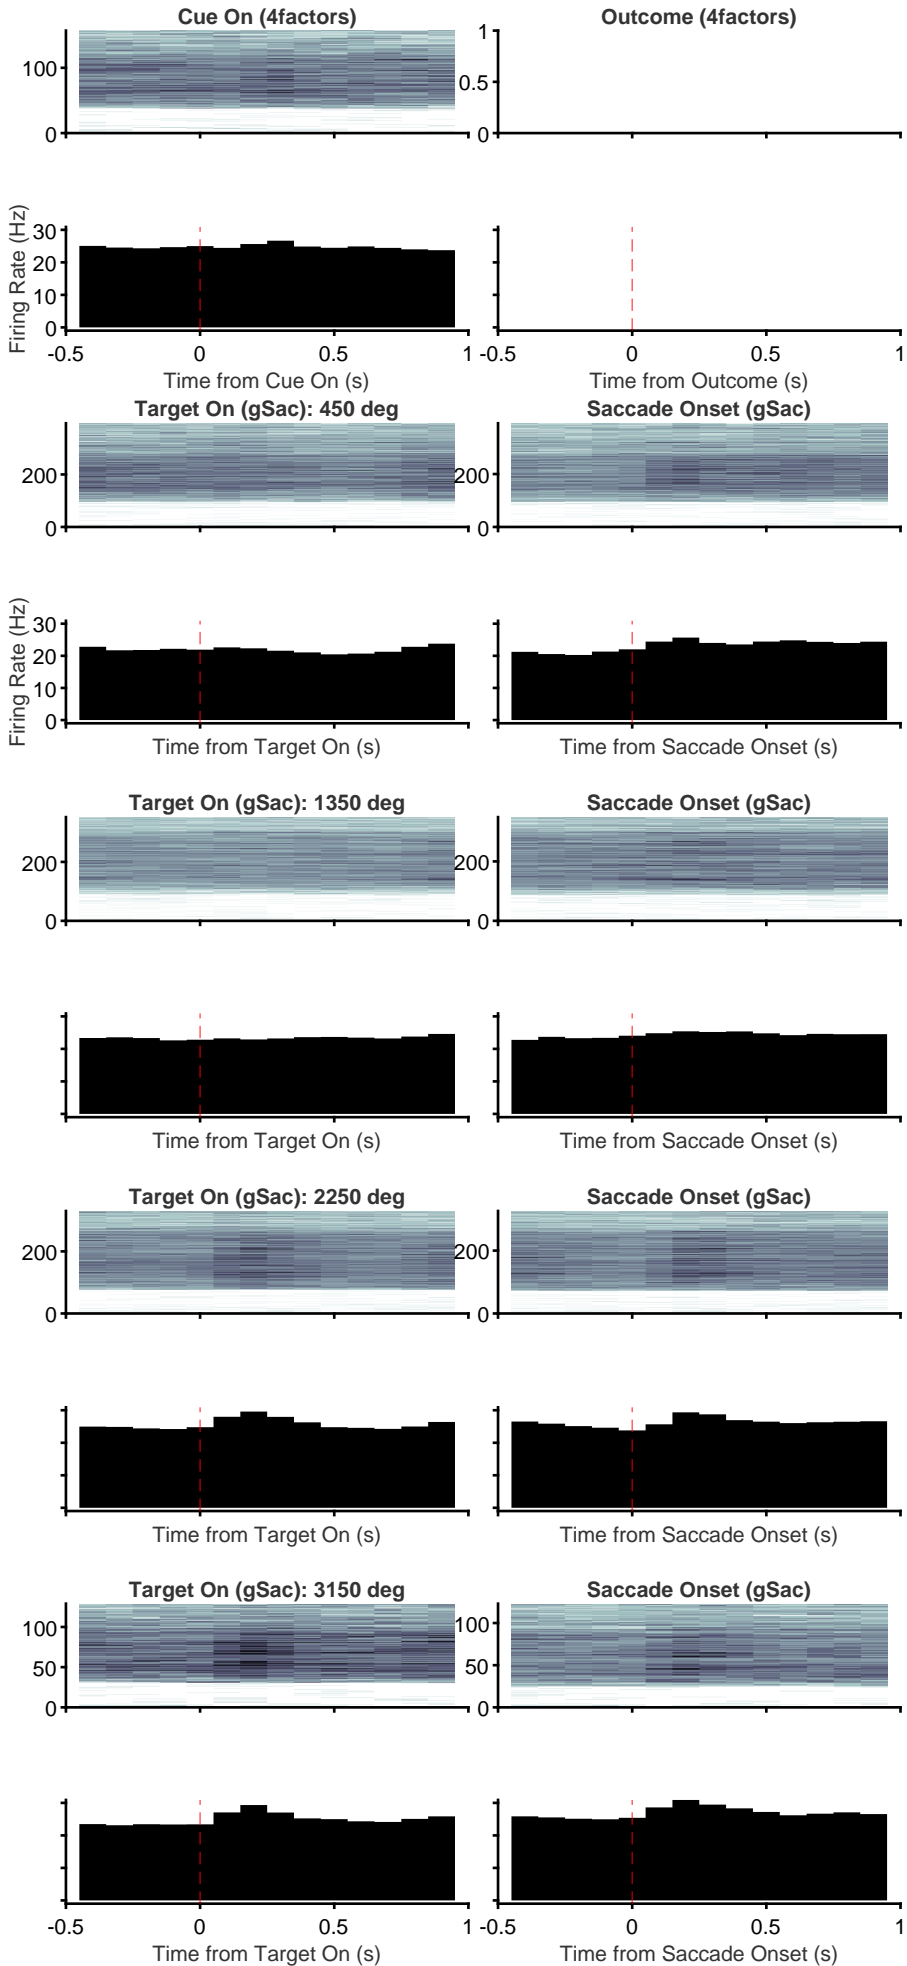 Cue On (4factors)
Outcome (4factors)
100
0
1
0.5
0
Firing Rate (Hz)
30
20
10
0
-0.5 0 0.5 1
Time from Cue On (s)
-0.5 0 0.5 1
Time from Outcome (s)
Target On (gSac): 450 deg
Saccade Onset (gSac)
200
0
200
0
Firing Rate (Hz)
30
20
10
0
Time from Target On (s)
Time from Saccade Onset (s)
Target On (gSac): 1350 deg
Saccade Onset (gSac)
200
0
200
0
Time from Target On (s)
Time from Saccade Onset (s)
Target On (gSac): 2250 deg
Saccade Onset (gSac)
200
0
200
0
Time from Target On (s)
Time from Saccade Onset (s)
Target On (gSac): 3150 deg
Saccade Onset (gSac)
100
50
0
100
50
0
-0.5 0 0.5 1
Time from Target On (s)
-0.5 0 0.5 1
Time from Saccade Onset (s)